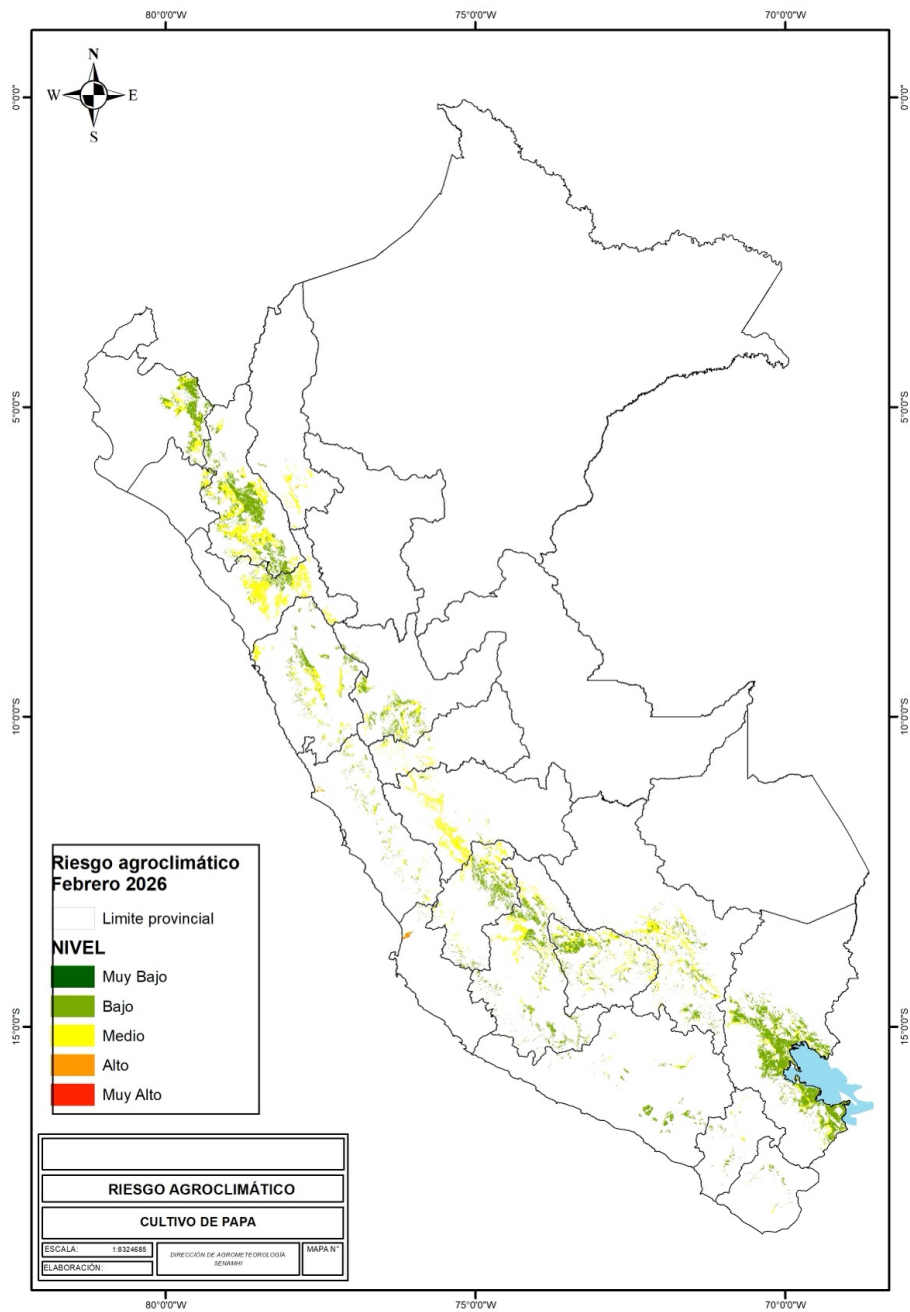 80°0'0"W 75°0'0"W 70°0'0"W
N
W E
S
0°0'0"
0°0'0"
5°0'0"S
5°0'0"S
10°0'0"S
10°0'0"S
15°0'0"S
15°0'0"S
Riesgo agroclimático
Febrero 2026
Limite provincial
NIVEL
Muy Bajo
Bajo
Medio
Alto
Muy Alto
RIESGO AGROCLIMÁTICO
CULTIVO DE PAPA
ESCALA: 1:8324685
DIRECCIÓN DE AGROMETEOROLOGÍA
SENAMHI
MAPA N°
ELABORACIÓN:
80°0'0"W 75°0'0"W 70°0'0"W